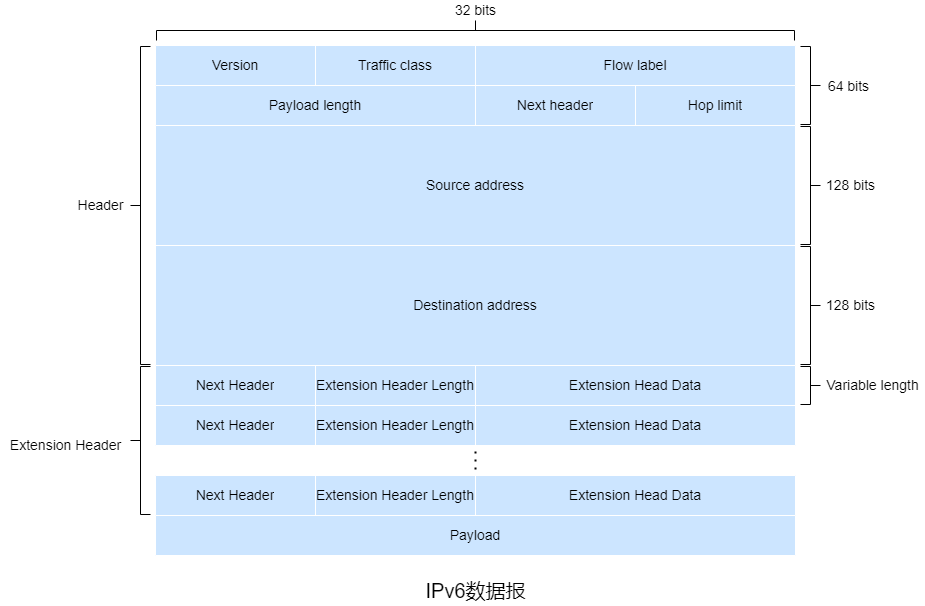 32 bits
Version
Traffic class
Flow label
64 bits
Payload length
Next header
Hop limit
Source address
128 bits
Header
Destination address
128 bits
Next Header
Extension Header Length
Extension Head Data
Variable length
Next Header
Extension Header Length
Extension Head Data
Extension Header
Next Header
Extension Header Length
Extension Head Data
Payload
IPv6数据报